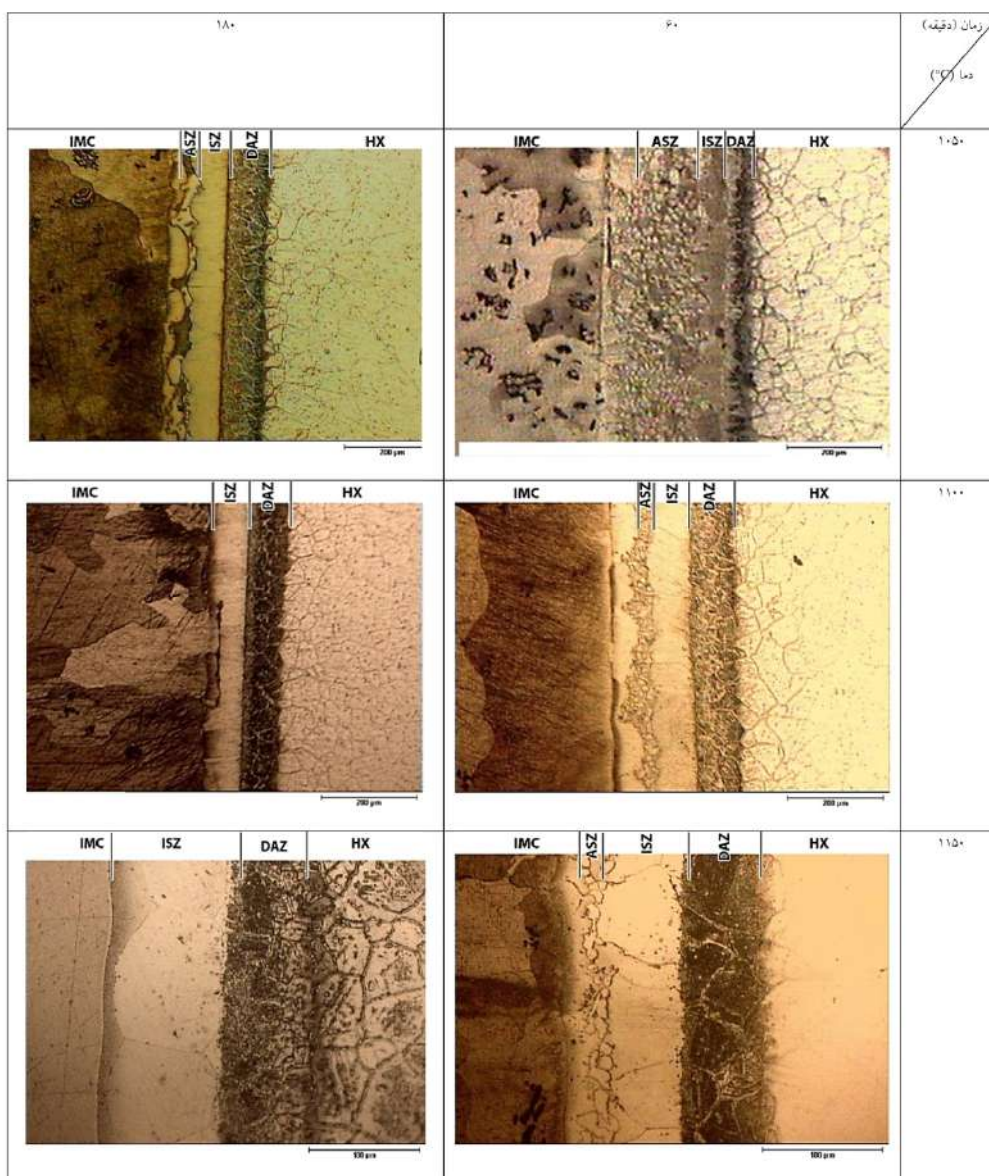 زمان (دقیقه)
دما (°C)
۶۰
۱۸۰
۱۰۵۰
IMC ASZ ISZ DAZ HX
200 µm
IMC ASZ ISZ DAZ HX
200 µm
۱۱۰۰
IMC ASZ ISZ DAZ HX
200 µm
IMC ISZ DAZ HX
200 µm
۱۱۵۰
IMC ASZ ISZ DAZ HX
100 µm
IMC ISZ DAZ HX
100 µm